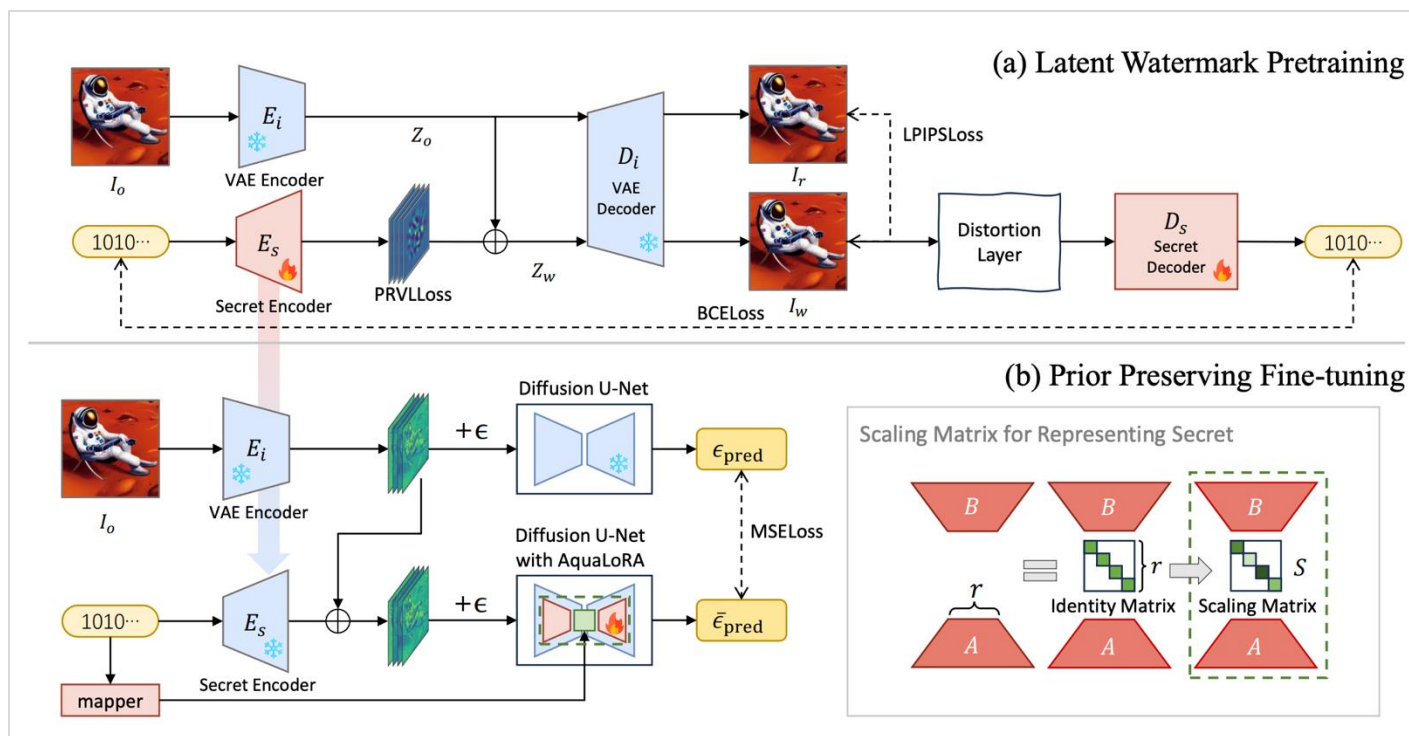 (a) Latent Watermark Pretraining
E_i
Z_o
D_i
VAE
Decoder
I_o
VAE Encoder
I_r
LPIPSLoss
1010···
E_s
Secret Encoder
PRVLLoss
Z_w
I_w
Distortion
Layer
D_s
Secret
Decoder
1010···
BCELoss
(b) Prior Preserving Fine-tuning
I_o
E_i
VAE Encoder
+ϵ
Diffusion U-Net
ϵ_pred
MSELoss
1010···
E_s
Secret Encoder
mapper
+ϵ
Diffusion U-Net
with AquaLoRA
ϵ̄_pred
Scaling Matrix for Representing Secret
B
B
B
=
r
S
Identity Matrix
Scaling Matrix
r
A
A
A